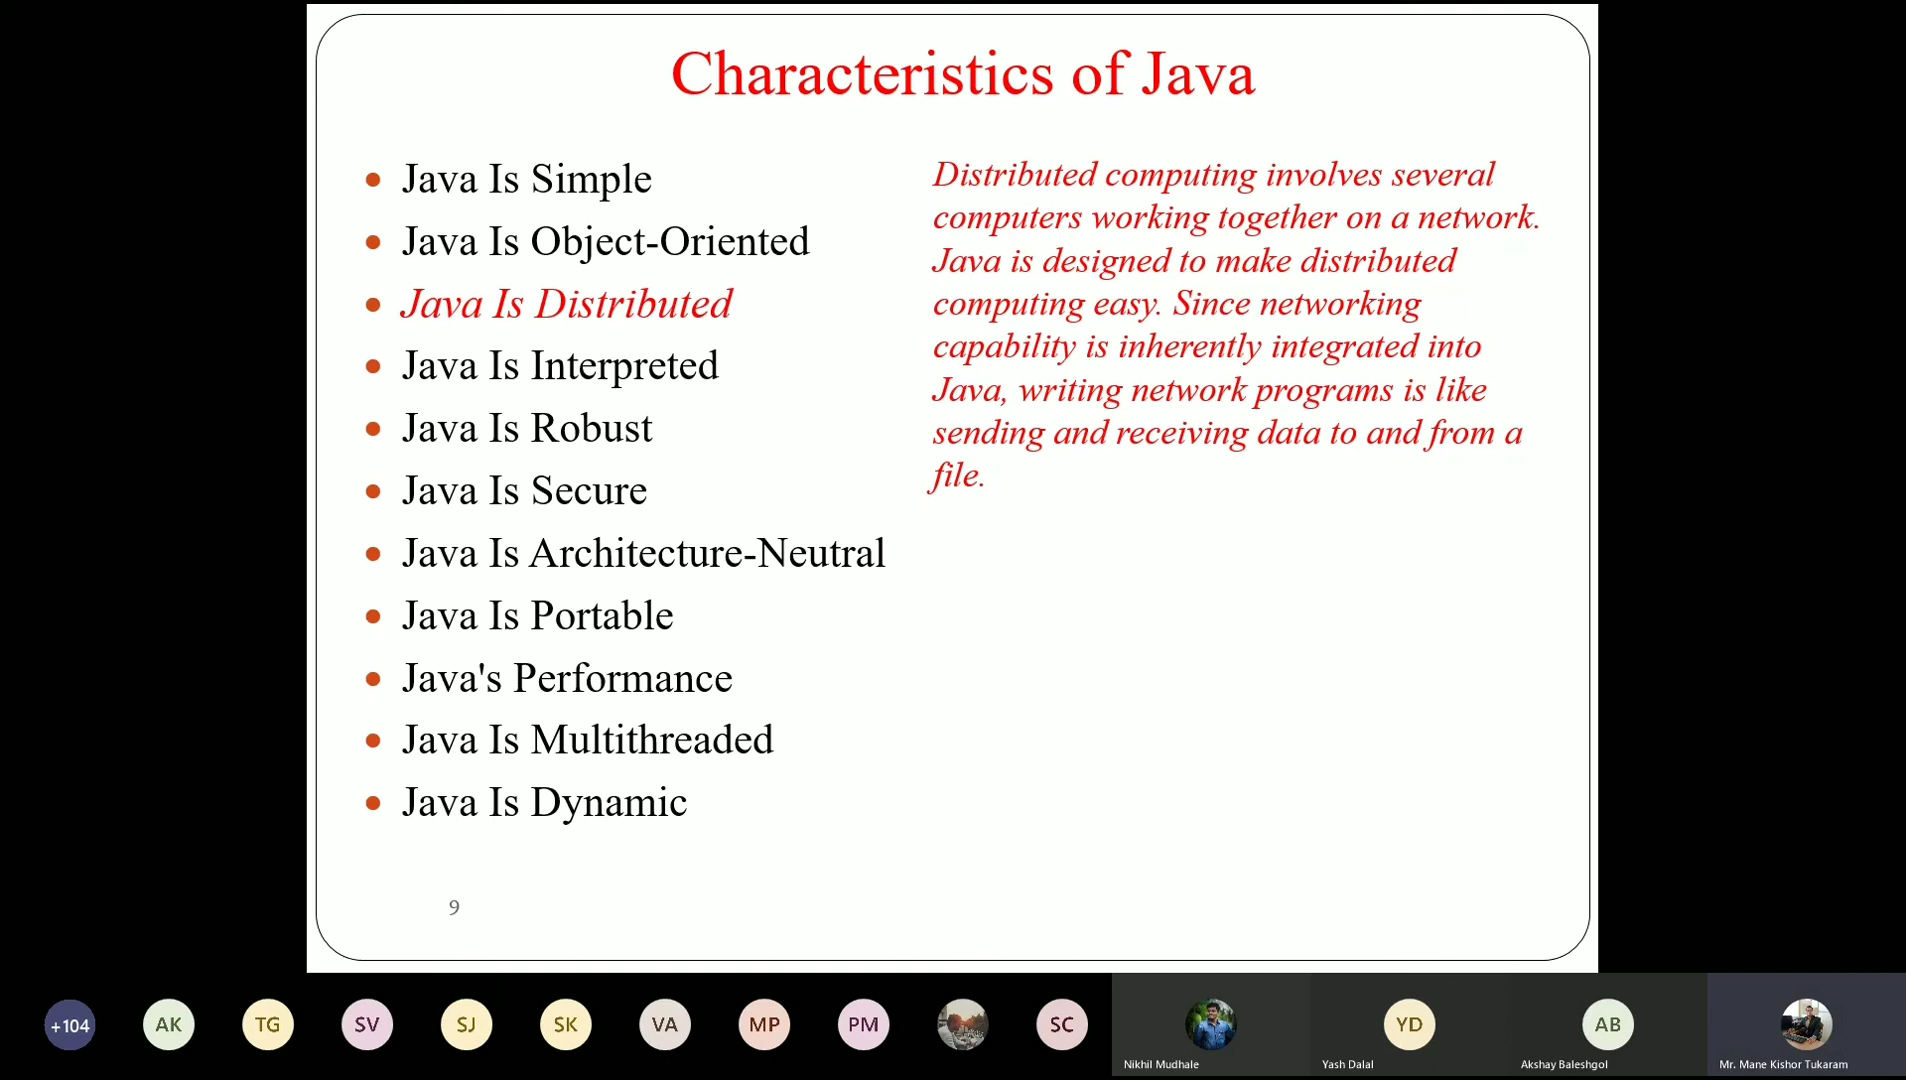 Characteristics of Java
Java Is Simple
Java Is Object-Oriented
Java Is Distributed
Java Is Interpreted
Java Is Robust
Java Is Secure
Java Is Architecture-Neutral
Java Is Portable
Java's Performance
Java Is Multithreaded
Java Is Dynamic
Distributed computing involves several
computers working together on a network.
Java is designed to make distributed
computing easy. Since networking
capability is inherently integrated into
Java, writing network programs is like
sending and receiving data to and from a
file.
9
+104 AK TG SV SJ SK VA MP PM SC YD AB
Nikhil Mudhale Yash Dalal Akshay Baleshgol Mr. Mane Kishor Tukaram